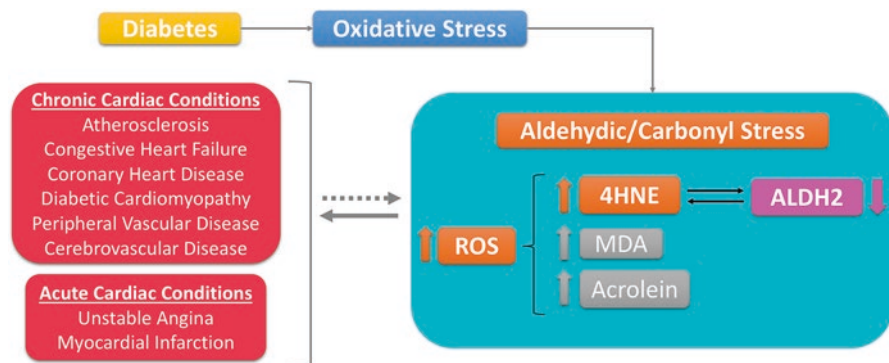 Diabetes
Oxidative Stress
Chronic Cardiac Conditions
Atherosclerosis
Congestive Heart Failure
Coronary Heart Disease
Diabetic Cardiomyopathy
Peripheral Vascular Disease
Cerebrovascular Disease
Acute Cardiac Conditions
Unstable Angina
Myocardial Infarction
Aldehydic/Carbonyl Stress
ROS
4HNE
ALDH2
MDA
Acrolein